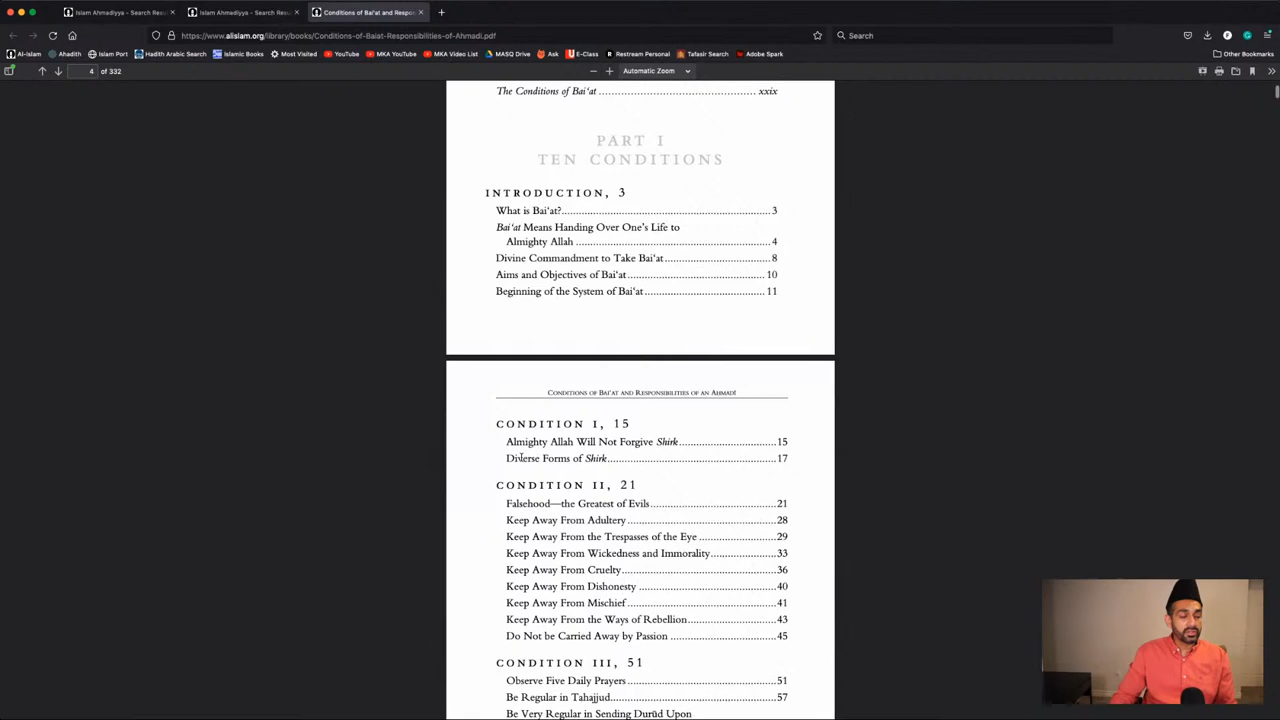 Islam Ahmadiyya - Search Resu
Islam Ahmadiyya - Search Resu
Conditions of Bai'at and Respons
https://www.alislam.org/library/books/Conditions-of-Baiat-Responsibilities-of-Ahmadi.pdf
Search
Al-Islam
Ahadith
Islam Port
Hadith Arabic Search
Islamic Books
Most Visited
YouTube
MKA YouTube
MKA Video List
MASQ Drive
Ask
E-Class
Restream Personal
Tafasir Search
Adobe Spark
Other Bookmarks
4 of 332
Automatic Zoom
The Conditions of Bai‘at ............................................... xxix
PART I
TEN CONDITIONS
INTRODUCTION, 3
What is Bai‘at?.................................................................. 3
Bai‘at Means Handing Over One's Life to
Almighty Allah ............................................................ 4
Divine Commandment to Take Bai‘at.................................. 8
Aims and Objectives of Bai‘at............................................ 10
Beginning of the System of Bai‘at ...................................... 11
CONDITIONS OF BAI‘AT AND RESPONSIBILITIES OF AN AHMADĪ
CONDITION I, 15
Almighty Allah Will Not Forgive Shirk................................ 15
Diverse Forms of Shirk...................................................... 17
CONDITION II, 21
Falsehood—the Greatest of Evils ......................................... 21
Keep Away From Adultery ................................................. 28
Keep Away From the Trespasses of the Eye ......................... 29
Keep Away From Wickedness and Immorality...................... 33
Keep Away From Cruelty................................................... 36
Keep Away From Dishonesty ............................................. 40
Keep Away From Mischief ................................................. 41
Keep Away From the Ways of Rebellion............................. 43
Do Not be Carried Away by Passion ................................... 45
CONDITION III, 51
Observe Five Daily Prayers ................................................. 51
Be Regular in Tahajjud....................................................... 57
Be Very Regular in Sending Durūd Upon